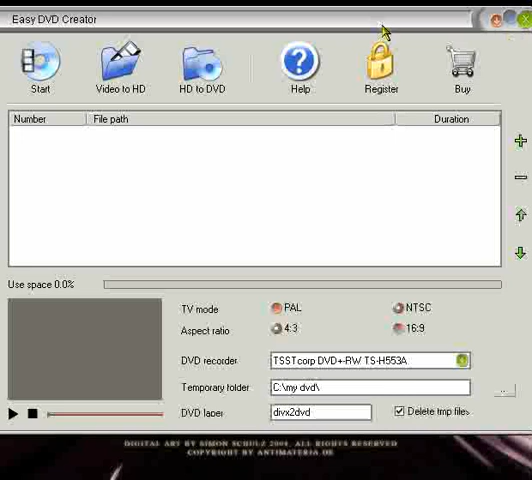 Easy DVD Creator
Start Video to HD HD to DVD Help Register Buy
Number File path Duration
Use space 0.0%
TV mode PAL NTSC
Aspect ratio 4:3 16:9
DVD recorder TSSTcorp DVD+-RW TS-H553A
Temporary folder C:\my dvd\ ...
DVD laber divx2dvd Delete tmp files
DIGITAL ART BY SIMON SCHULZ 2004. ALL RIGHTS RESERVED
COPYRIGHT BY ANTIMATERIA.DE